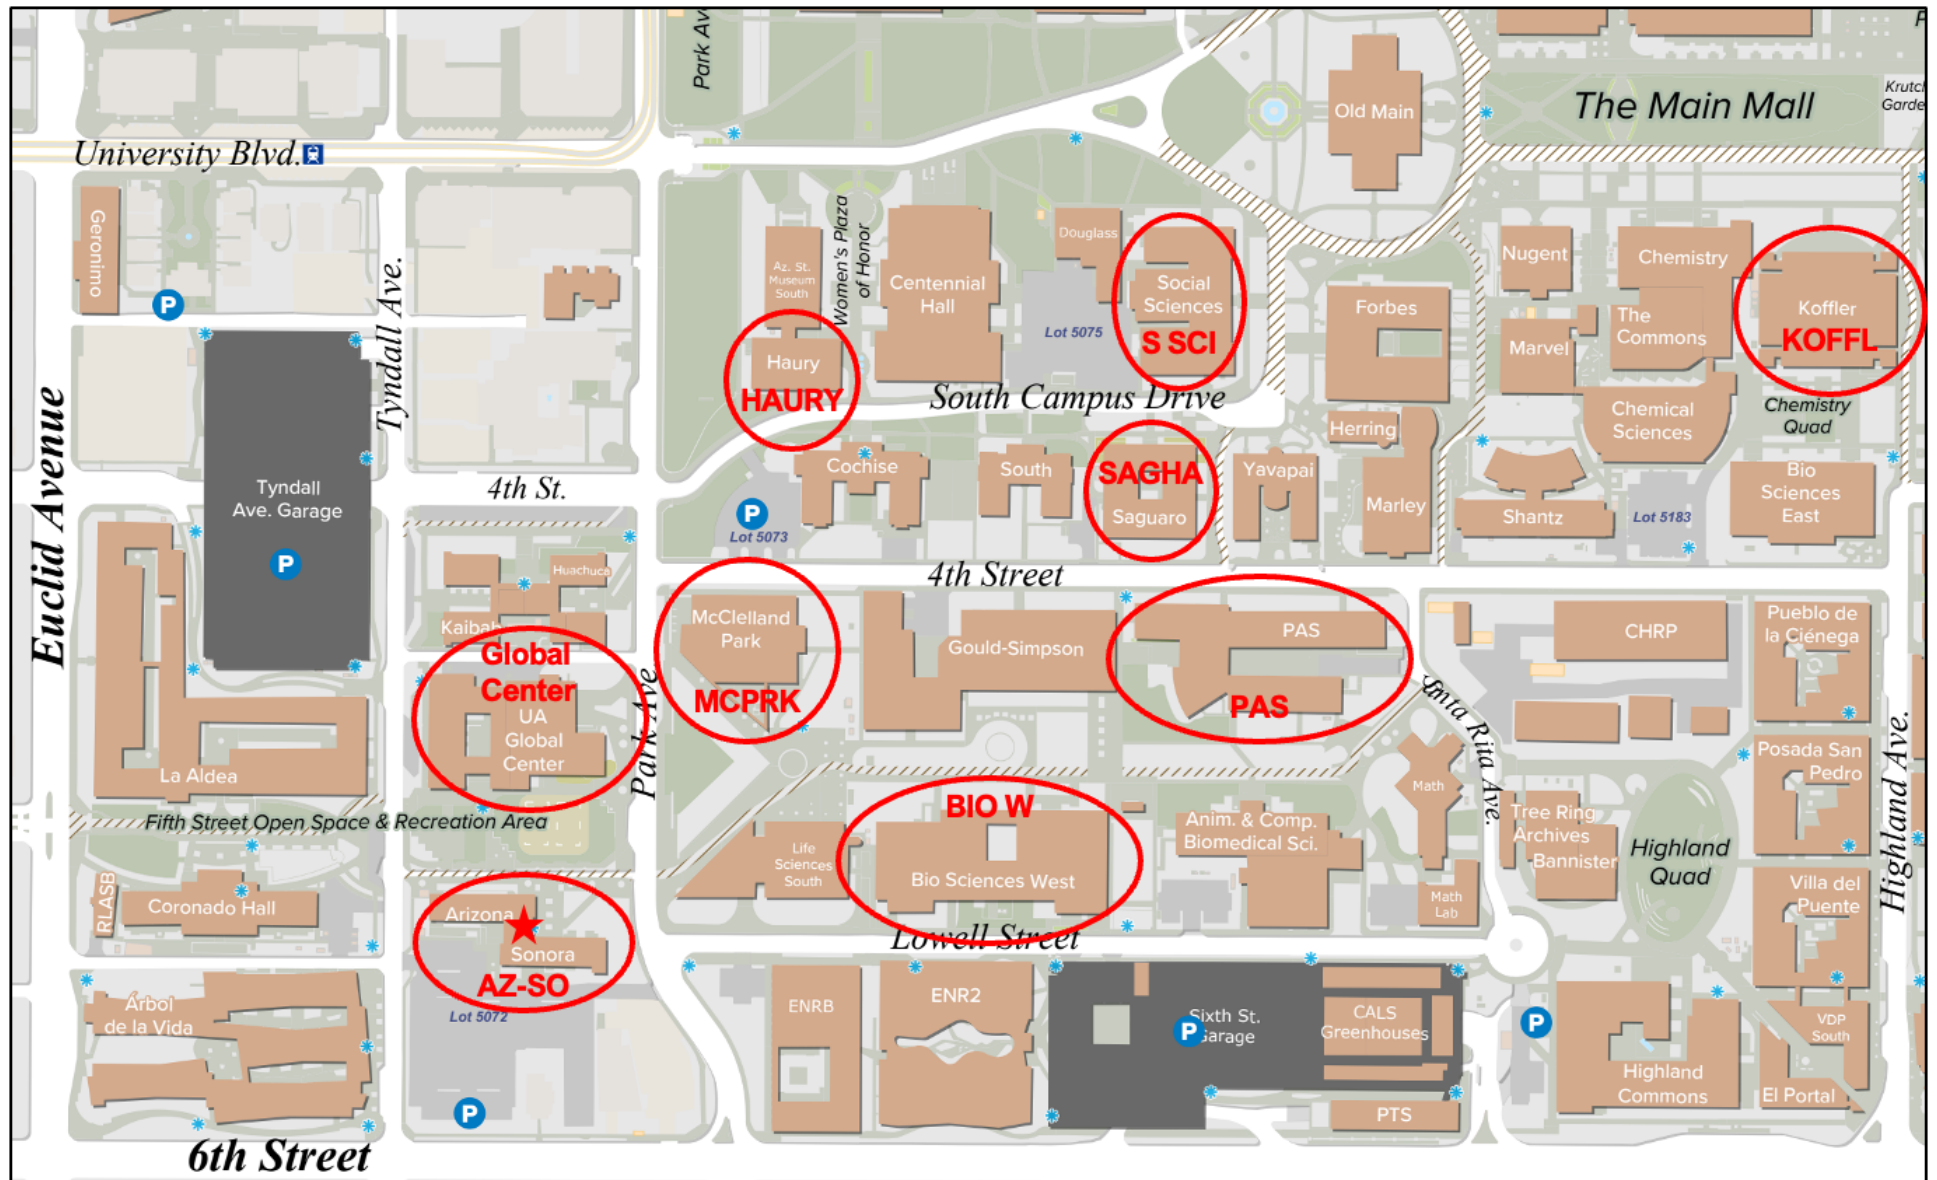 Park Av
Old Main
The Main Mall
Krutc
Garde
University Blvd.
Geronimo
P
Tyndall Ave.
Az. St.
Museum
South
Women's Plaza
of Honor
Centennial
Hall
Douglass
Lot 5075
Social
Sciences
S SCI
Forbes
Nugent
Chemistry
The
Commons
Marvel
Koffler
KOFFL
Haury
HAURY
South Campus Drive
Chemistry
Quad
Chemical
Sciences
Herring
Euclid Avenue
Tyndall
Ave. Garage
P
4th St.
P
Lot 5073
Cochise
South
SAGHA
Saguaro
Yavapai
Marley
Shantz
Lot 5183
Bio
Sciences
East
Huachuca
Kaibab
4th Street
McClelland
Park
MCPRK
Gould-Simpson
PAS
PAS
CHRP
Pueblo de
la Ciénega
Global
Center
UA
Global
Center
Park Ave
La Aldea
Santa Rita Ave.
Posada San
Pedro
Highland Ave.
Fifth Street Open Space & Recreation Area
Math
Tree Ring
Archives
Bannister
Highland
Quad
BIO W
Bio Sciences West
Life
Sciences
South
Anim. & Comp.
Biomedical Sci.
Math
Lab
Villa del
Puente
RLASB
Coronado Hall
Arizona
Sonora
AZ-SO
Lot 5072
Lowell Street
Árbol
de la Vida
ENRB
ENR2
Sixth St.
Garage
P
CALS
Greenhouses
P
VDP
South
Highland
Commons
El Portal
PTS
P
6th Street